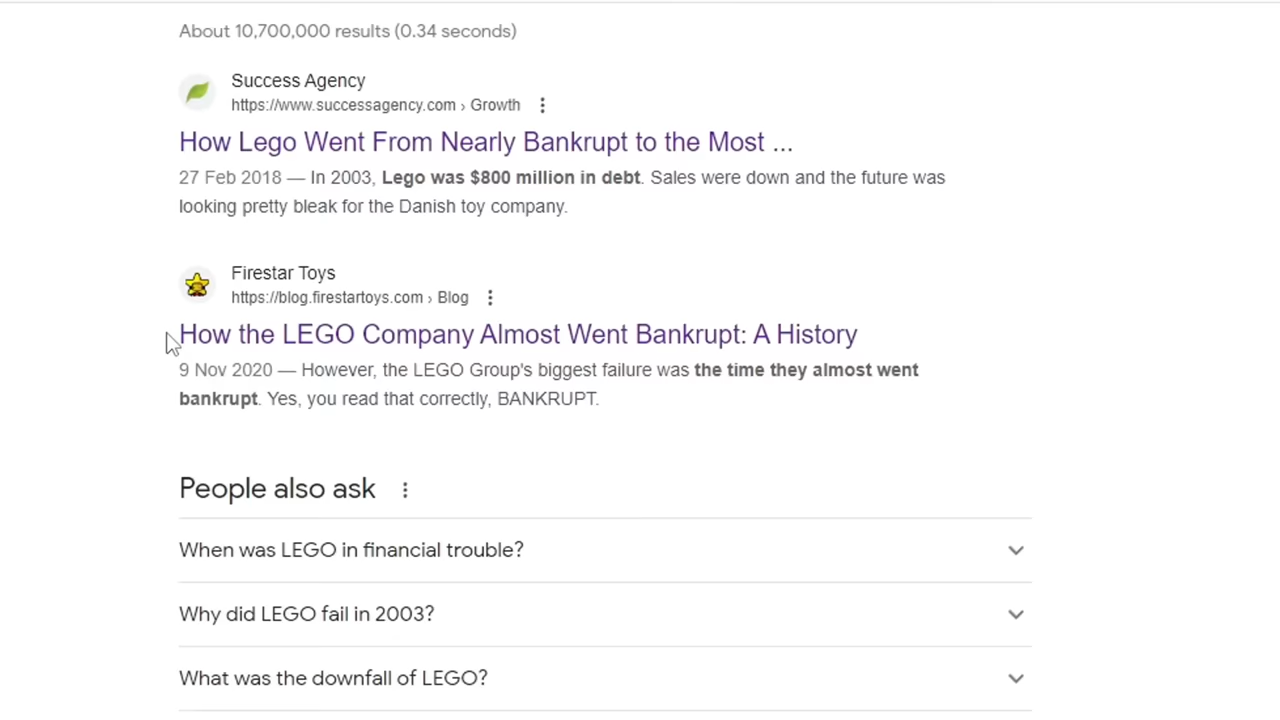 About 10,700,000 results (0.34 seconds)
Success Agency
https://www.successagency.com › Growth
How Lego Went From Nearly Bankrupt to the Most ...
27 Feb 2018 — In 2003, Lego was $800 million in debt. Sales were down and the future was
looking pretty bleak for the Danish toy company.
Firestar Toys
https://blog.firestartoys.com › Blog
How the LEGO Company Almost Went Bankrupt: A History
9 Nov 2020 — However, the LEGO Group's biggest failure was the time they almost went
bankrupt. Yes, you read that correctly, BANKRUPT.
People also ask
When was LEGO in financial trouble?
Why did LEGO fail in 2003?
What was the downfall of LEGO?